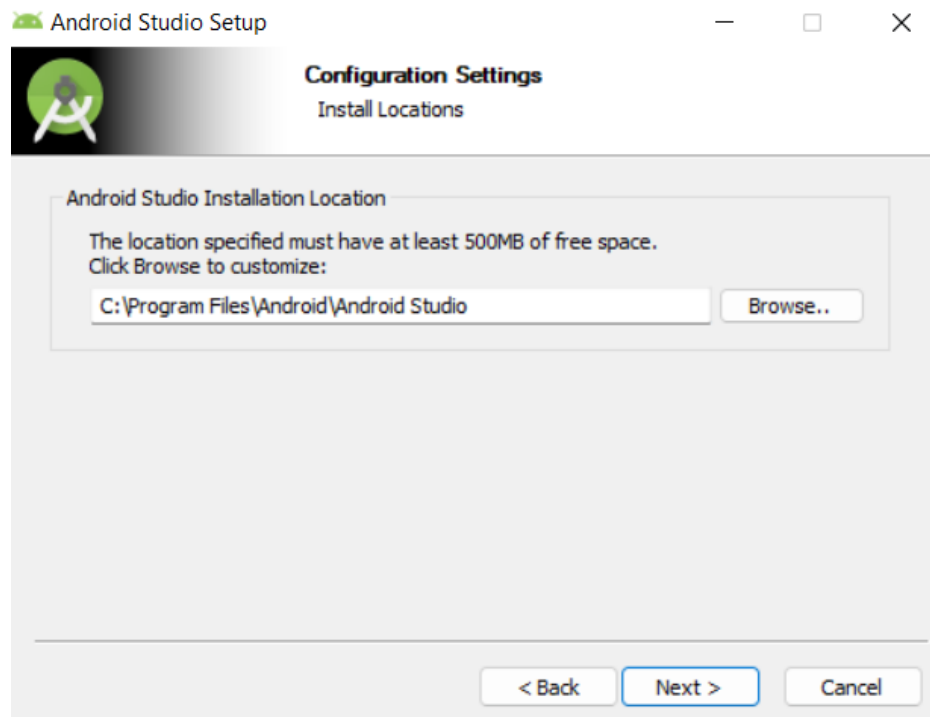 Android Studio Setup
Configuration Settings
Install Locations
Android Studio Installation Location
The location specified must have at least 500MB of free space.
Click Browse to customize:
C:\Program Files\Android\Android Studio
Browse..
< Back
Next >
Cancel